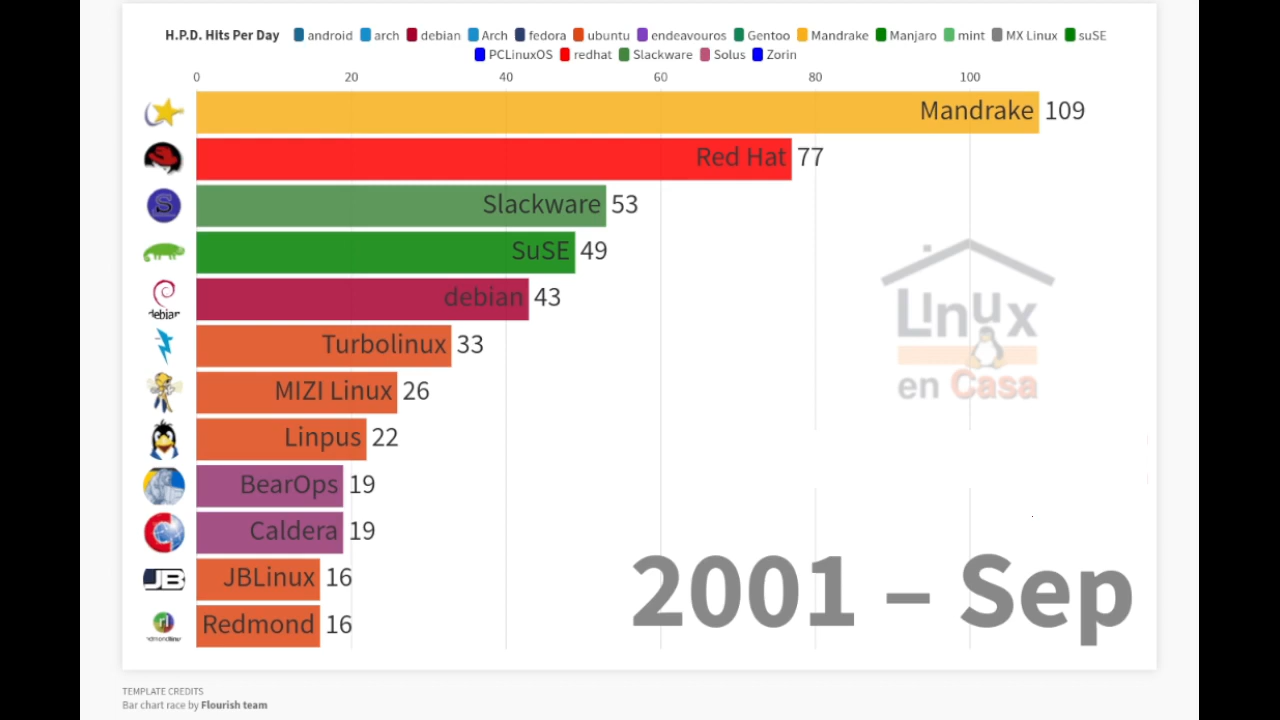 H.P.D. Hits Per Day android arch debian Arch fedora ubuntu endeavouros Gentoo Mandrake Manjaro mint MX Linux suSE
PCLinuxOS redhat Slackware Solus Zorin
0 20 40 60 80 100
Mandrake 109
Red Hat 77
S
Slackware 53
SuSE 49
debian 43
debian
Turbolinux 33
MIZI Linux 26
Linpus 22
BearOps 19
Caldera 19
JB
JBLinux 16
rl
Redmond 16
Linux
en Casa
2001 – Sep
TEMPLATE CREDITS
Bar chart race by Flourish team